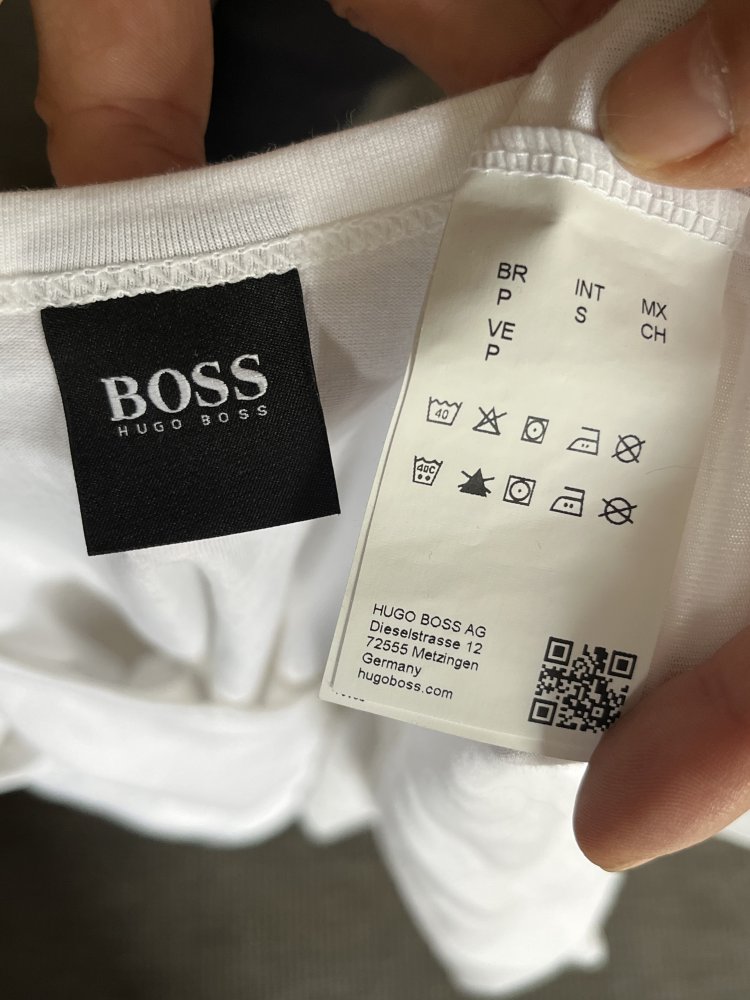 BOSS
HUGO BOSS
BR
P
VE
P
INT
S
MX
CH
40
40C
HUGO BOSS AG
Dieselstrasse 12
72555 Metzingen
Germany
hugoboss.com